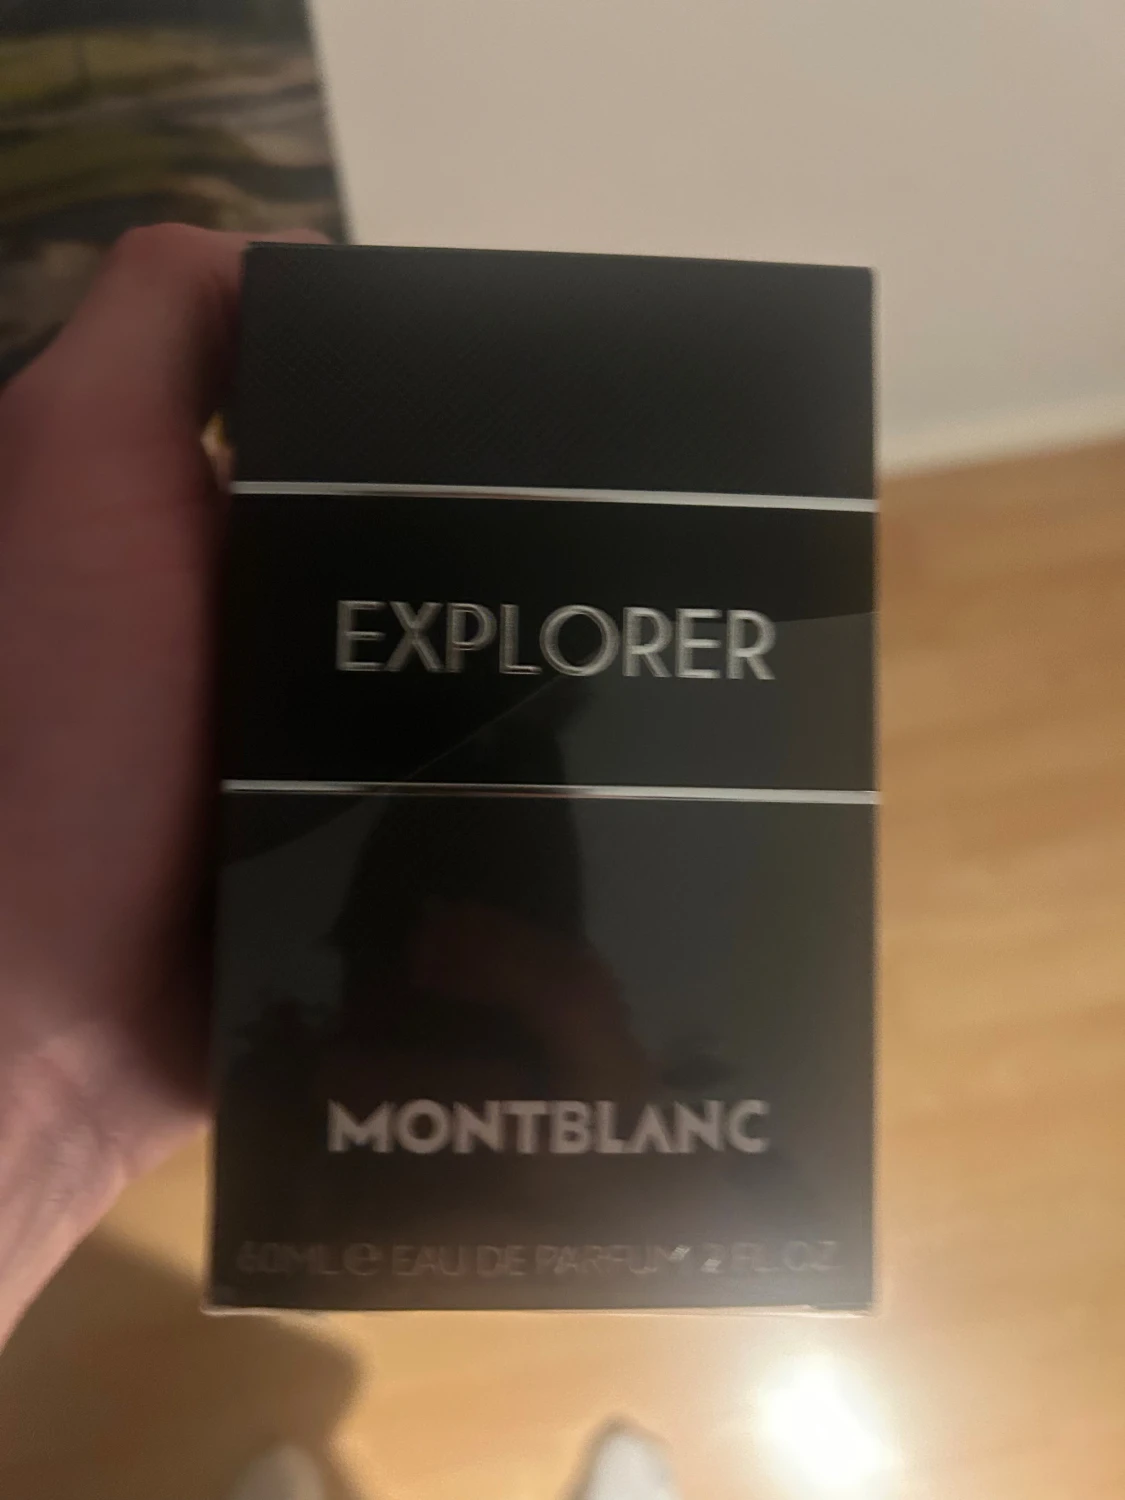 EXPLORER
MONTBLANC
60ML ℮ EAU DE PARFUM 2 FL.OZ